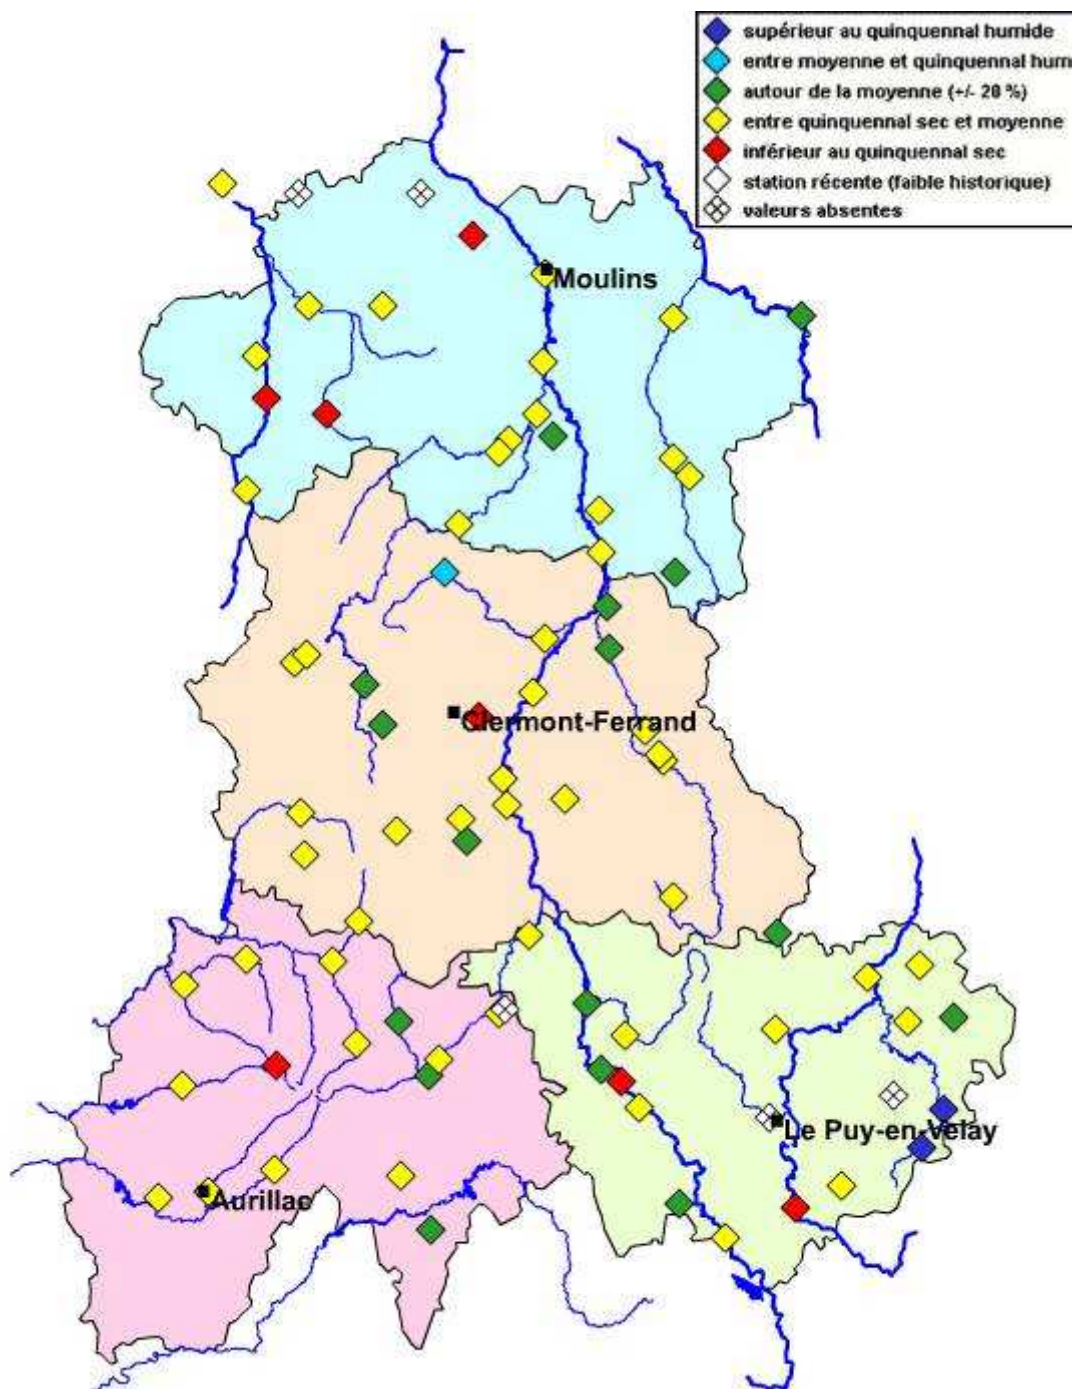 supérieur au quinquennal humide
entre moyenne et quinquennal hum
autour de la moyenne (+/- 20 %)
entre quinquennal sec et moyenne
inférieur au quinquennal sec
station récente (faible historique)
valeurs absentes
Moulins
Clermont-Ferrand
Le Puy-en-Velay
Aurillac